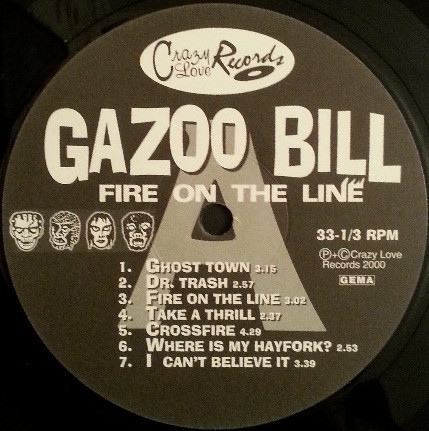 Crazy Love Records
GAZOO BILL
FIRE ON THE LINE
A
33-1/3 RPM
Ⓟ+©Crazy Love
Records 2000
GEMA
1. GHOST TOWN 3.15
2. DR. TRASH 2.57
3. FIRE ON THE LINE 3.02
4. TAKE A THRILL 2.37
5. CROSSFIRE 4.29
6. WHERE IS MY HAYFORK? 2.53
7. I CAN'T BELIEVE IT 3.39